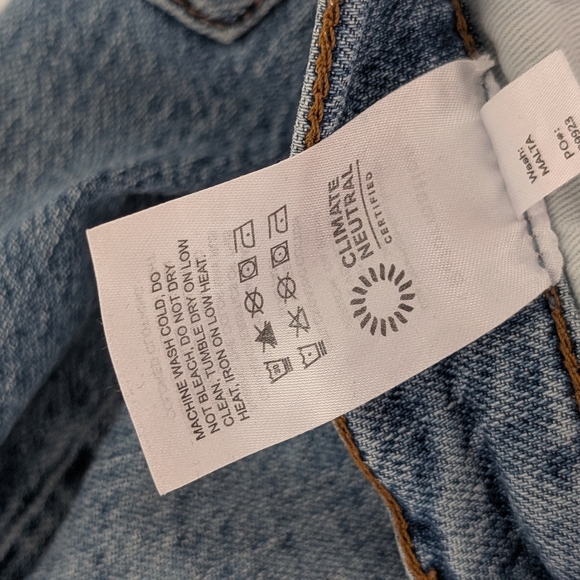 CLIMATE
NEUTRAL
CERTIFIED
MACHINE WASH COLD, DO
NOT BLEACH, DO NOT DRY
CLEAN, TUMBLE DRY ON LOW
HEAT, IRON ON LOW HEAT.
Wash:
MALTA
PO#: